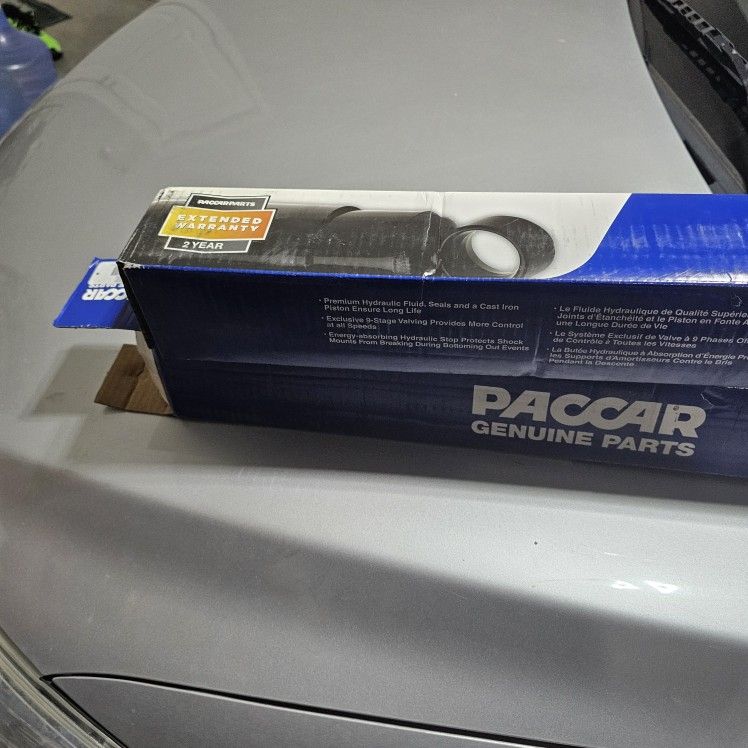 PACCAR PARTS
EXTENDED
WARRANTY
2 YEAR
PACCAR
• Premium Hydraulic Fluid, Seals and a Cast Iron
Piston Ensure Long Life
• Exclusive 9-Stage Valving Provides More Control
at all Speeds
• Energy-absorbing Hydraulic Stop Protects Shock
Mounts From Breaking During Bottoming Out Events
• Le Fluide Hydraulique de Qualité
Joints d'Étanchéité et le Piston en Fonte
une Longue Durée de Vie
• Le Système Exclusif de Valve à 9 Phases
de Contrôle à Toutes les Vitesses
• La Butée Hydraulique à Absorption d'Énergie
les Supports d'Amortisseurs Contre le Bris
Pendant la Descente
PACCAR
GENUINE PARTS